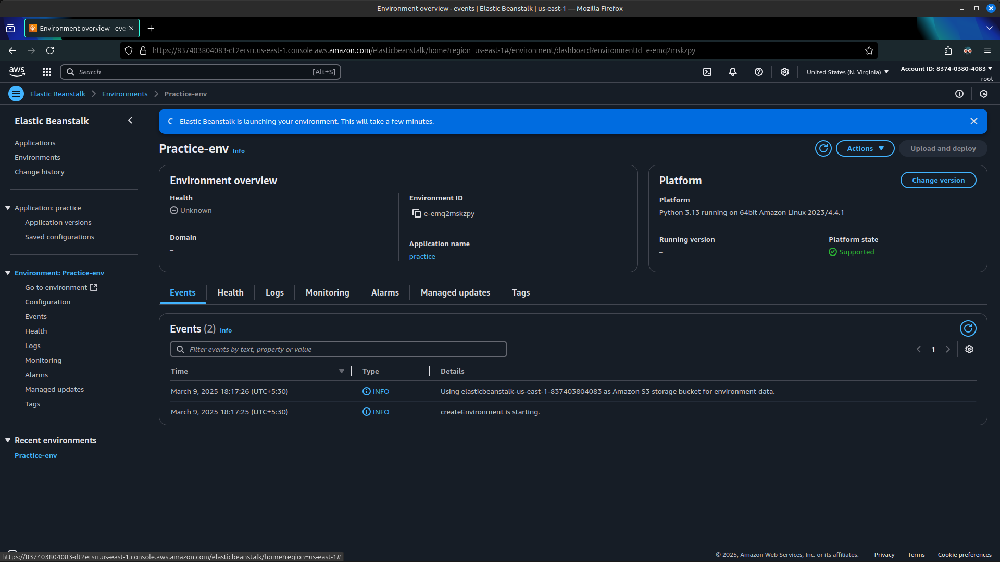 Environment overview - events | Elastic Beanstalk | us-east-1 — Mozilla Firefox
Environment overview - eve
https://837403804083-dt2ersrr.us-east-1.console.aws.amazon.com/elasticbeanstalk/home?region=us-east-1#/environment/dashboard?environmentId=e-emq2mskzpy
aws
Search [Alt+S]
United States (N. Virginia)
Account ID: 8374-0380-4083
root
Elastic Beanstalk
Environments
Practice-env
Elastic Beanstalk
Applications
Environments
Change history
Application: practice
Application versions
Saved configurations
Environment: Practice-env
Go to environment
Configuration
Events
Health
Logs
Monitoring
Alarms
Managed updates
Tags
Recent environments
Practice-env
Elastic Beanstalk is launching your environment. This will take a few minutes.
Practice-env Info
Actions
Upload and deploy
Environment overview
Health
Unknown
Domain
–
Environment ID
e-emq2mskzpy
Application name
practice
Platform
Change version
Platform
Python 3.13 running on 64bit Amazon Linux 2023/4.4.1
Running version
–
Platform state
Supported
Events
Health
Logs
Monitoring
Alarms
Managed updates
Tags
Events (2) Info
Filter events by text, property or value
1
Time Type Details
March 9, 2025 18:17:26 (UTC+5:30) INFO Using elasticbeanstalk-us-east-1-837403804083 as Amazon S3 storage bucket for environment data.
March 9, 2025 18:17:25 (UTC+5:30) INFO createEnvironment is starting.
https://837403804083-dt2ersrr.us-east-1.console.aws.amazon.com/elasticbeanstalk/home?region=us-east-1#
© 2025, Amazon Web Services, Inc. or its affiliates. Privacy Terms Cookie preferences